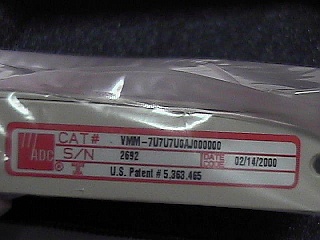 CAT# VMM-7U7U7U0AJ000000
ADC S/N 2692 DATE CODE 02/14/2000
® U.S. Patent # 5,363,465